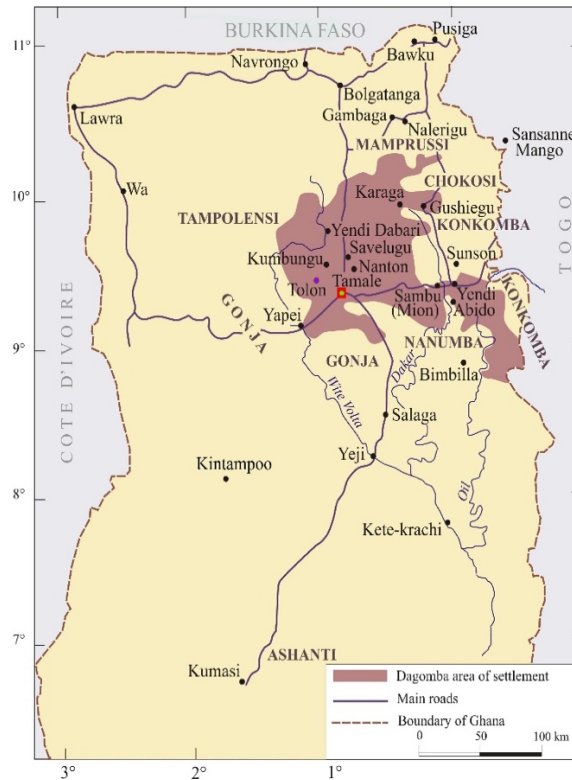 BURKINA FASO
Pusiga
11°
Bawku
Navrongo
Bolgatanga
Gambaga
Nalerigu
Lawra
MAMPRUSSI
Sansanne
Mango
CHOKOSI
10°
Wa
Karaga
Gushiegu
TAMPOLENSI
KONKOMBA
TOGO
Yendi Dabari
Savelugu
Kumbungu
Nanton
Sunson
Tolon
Tamale
Sambu
(Mion)
Yendi
Abido
KONKOMBA
GONJA
Yapei
9°
NANUMBA
GONJA
Bimbilla
Dakar
Wite Volta
COTE D'IVOIRE
Salaga
Yeji
Kintampoo
Oil
8°
Kete-krachi
7°
ASHANTI
Kumasi
Dagomba area of settlement
Main roads
Boundary of Ghana
0 50 100 km
3° 2° 1°